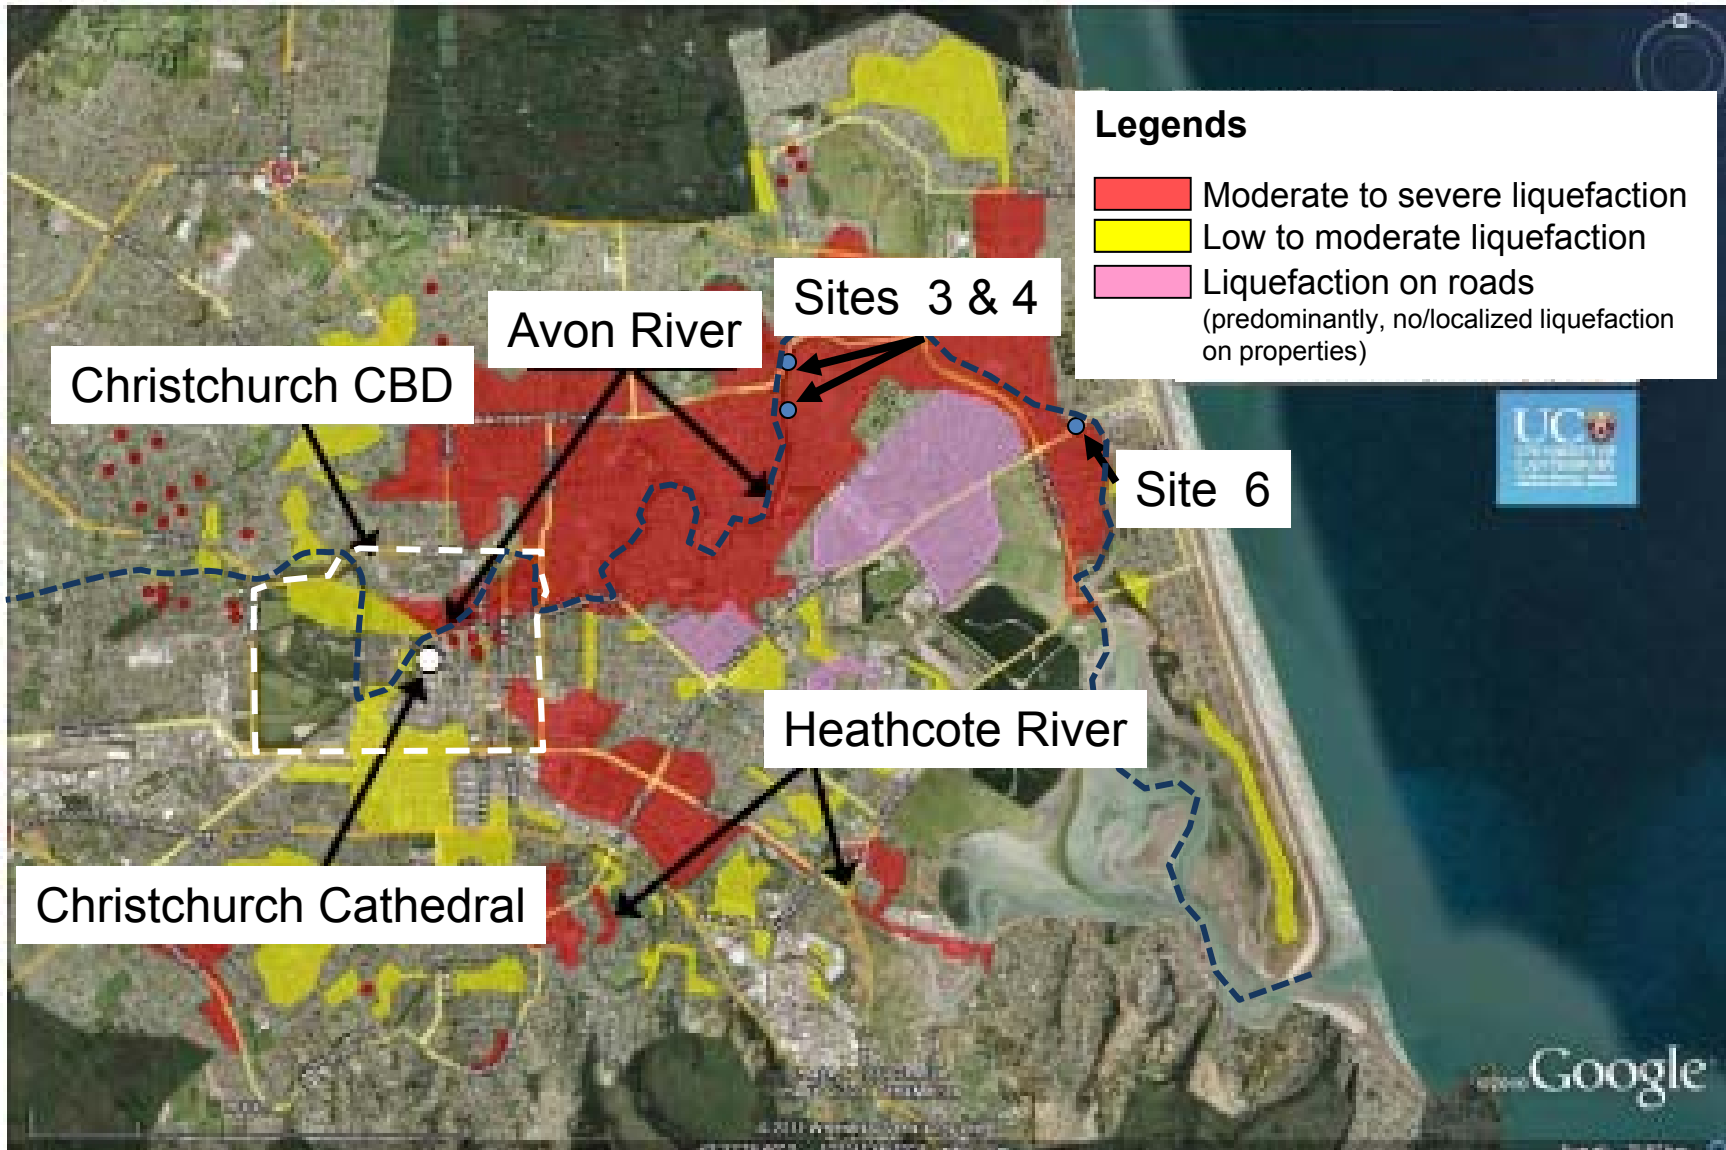 Legends
Moderate to severe liquefaction
Low to moderate liquefaction
Liquefaction on roads
(predominantly, no/localized liquefaction
on properties)
Sites 3 & 4
Avon River
Christchurch CBD
Site 6
UC
Heathcote River
Christchurch Cathedral
Google